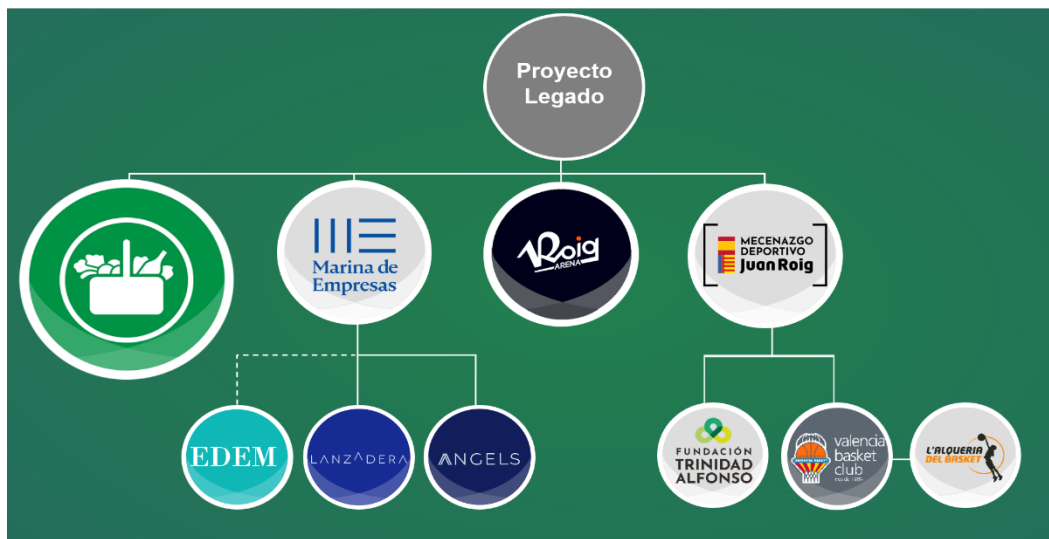 Proyecto
Legado
Marina de
Empresas
Roig
ARENA
MECENAZGO
DEPORTIVO
Juan Roig
EDEM
LANZADERA
ANGELS
FUNDACIÓN
TRINIDAD
ALFONSO
valencia
basket
club
L'ALQUERIA
DEL BASKET